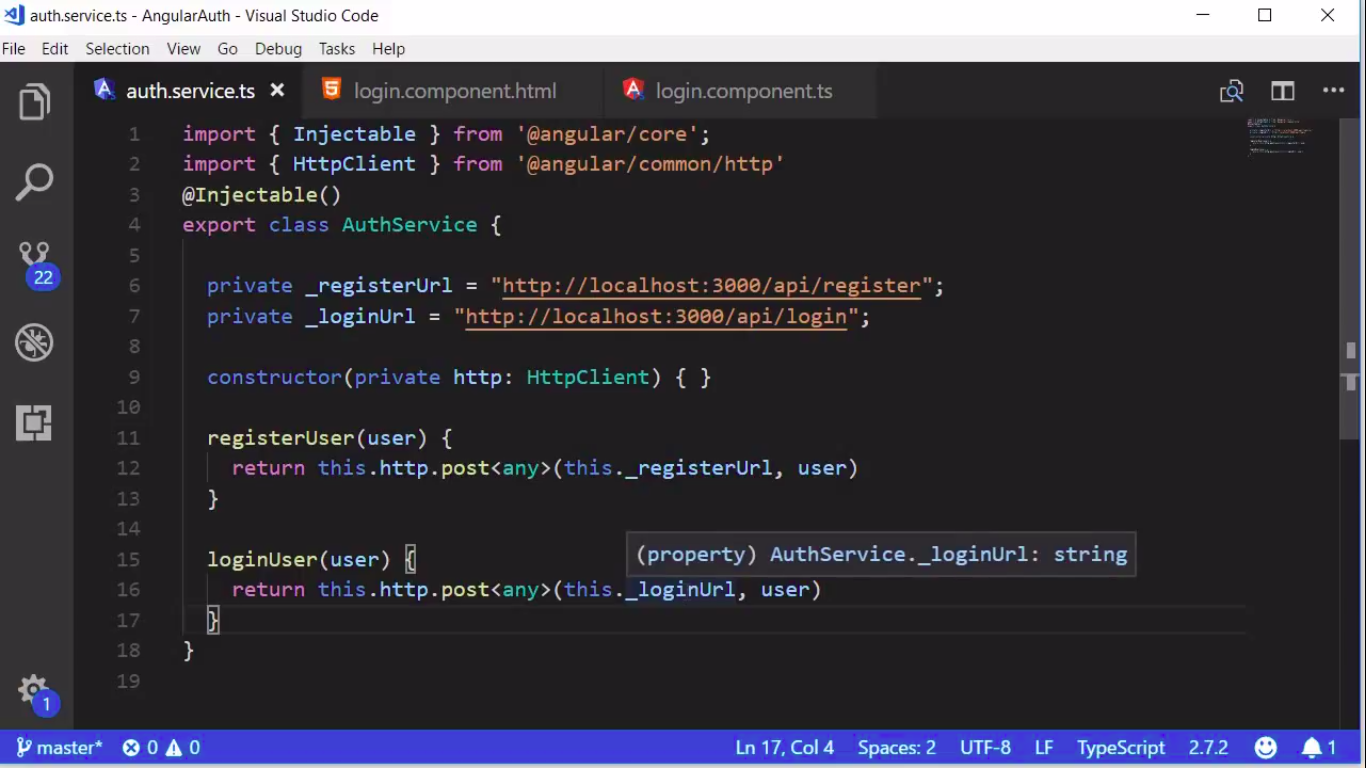 auth.service.ts - AngularAuth - Visual Studio Code
File Edit Selection View Go Debug Tasks Help
auth.service.ts login.component.html login.component.ts
1 import { Injectable } from '@angular/core';
2 import { HttpClient } from '@angular/common/http'
3 @Injectable()
4 export class AuthService {
5
6 private _registerUrl = "http://localhost:3000/api/register";
7 private _loginUrl = "http://localhost:3000/api/login";
8
9 constructor(private http: HttpClient) { }
10
11 registerUser(user) {
12 return this.http.post<any>(this._registerUrl, user)
13 }
14
15 loginUser(user) {
(property) AuthService._loginUrl: string
16 return this.http.post<any>(this._loginUrl, user)
17 }
18 }
19
22
1
master* 0 0 Ln 17, Col 4 Spaces: 2 UTF-8 LF TypeScript 2.7.2 1